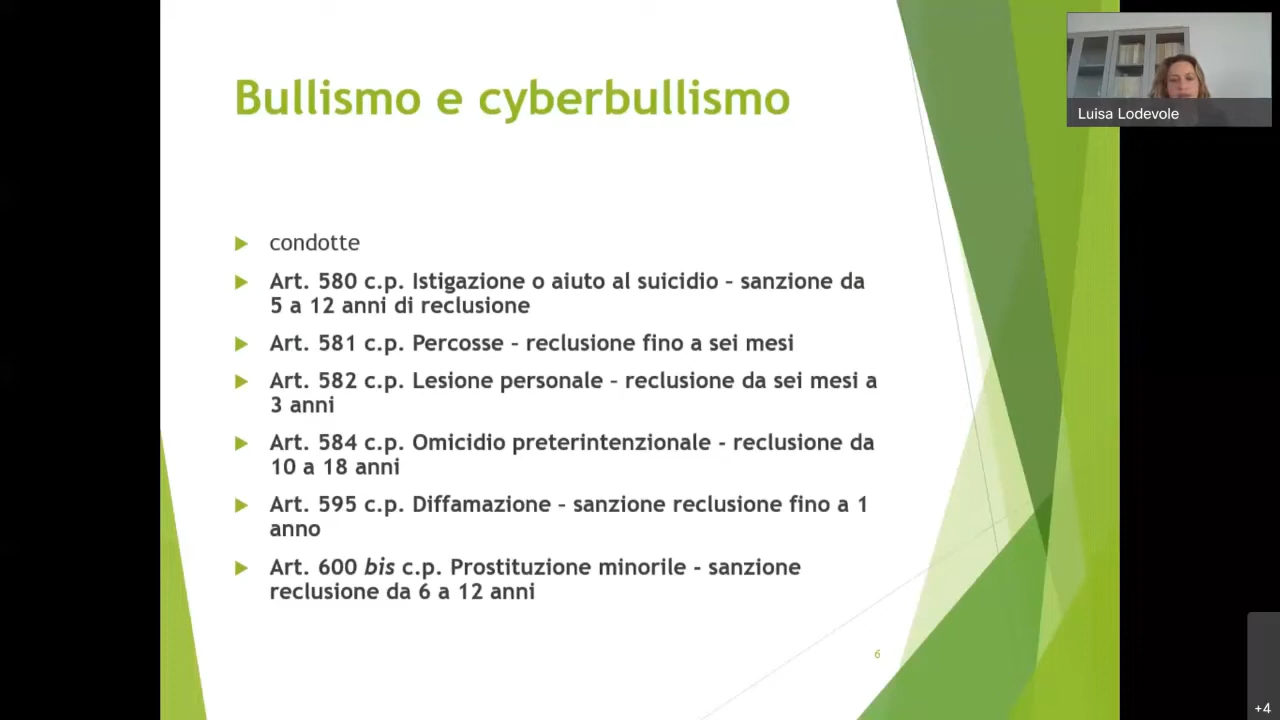 Bullismo e cyberbullismo
Luisa Lodevole
condotte
Art. 580 c.p. Istigazione o aiuto al suicidio – sanzione da
5 a 12 anni di reclusione
Art. 581 c.p. Percosse – reclusione fino a sei mesi
Art. 582 c.p. Lesione personale – reclusione da sei mesi a
3 anni
Art. 584 c.p. Omicidio preterintenzionale - reclusione da
10 a 18 anni
Art. 595 c.p. Diffamazione – sanzione reclusione fino a 1
anno
Art. 600 bis c.p. Prostituzione minorile - sanzione
reclusione da 6 a 12 anni
6
+4